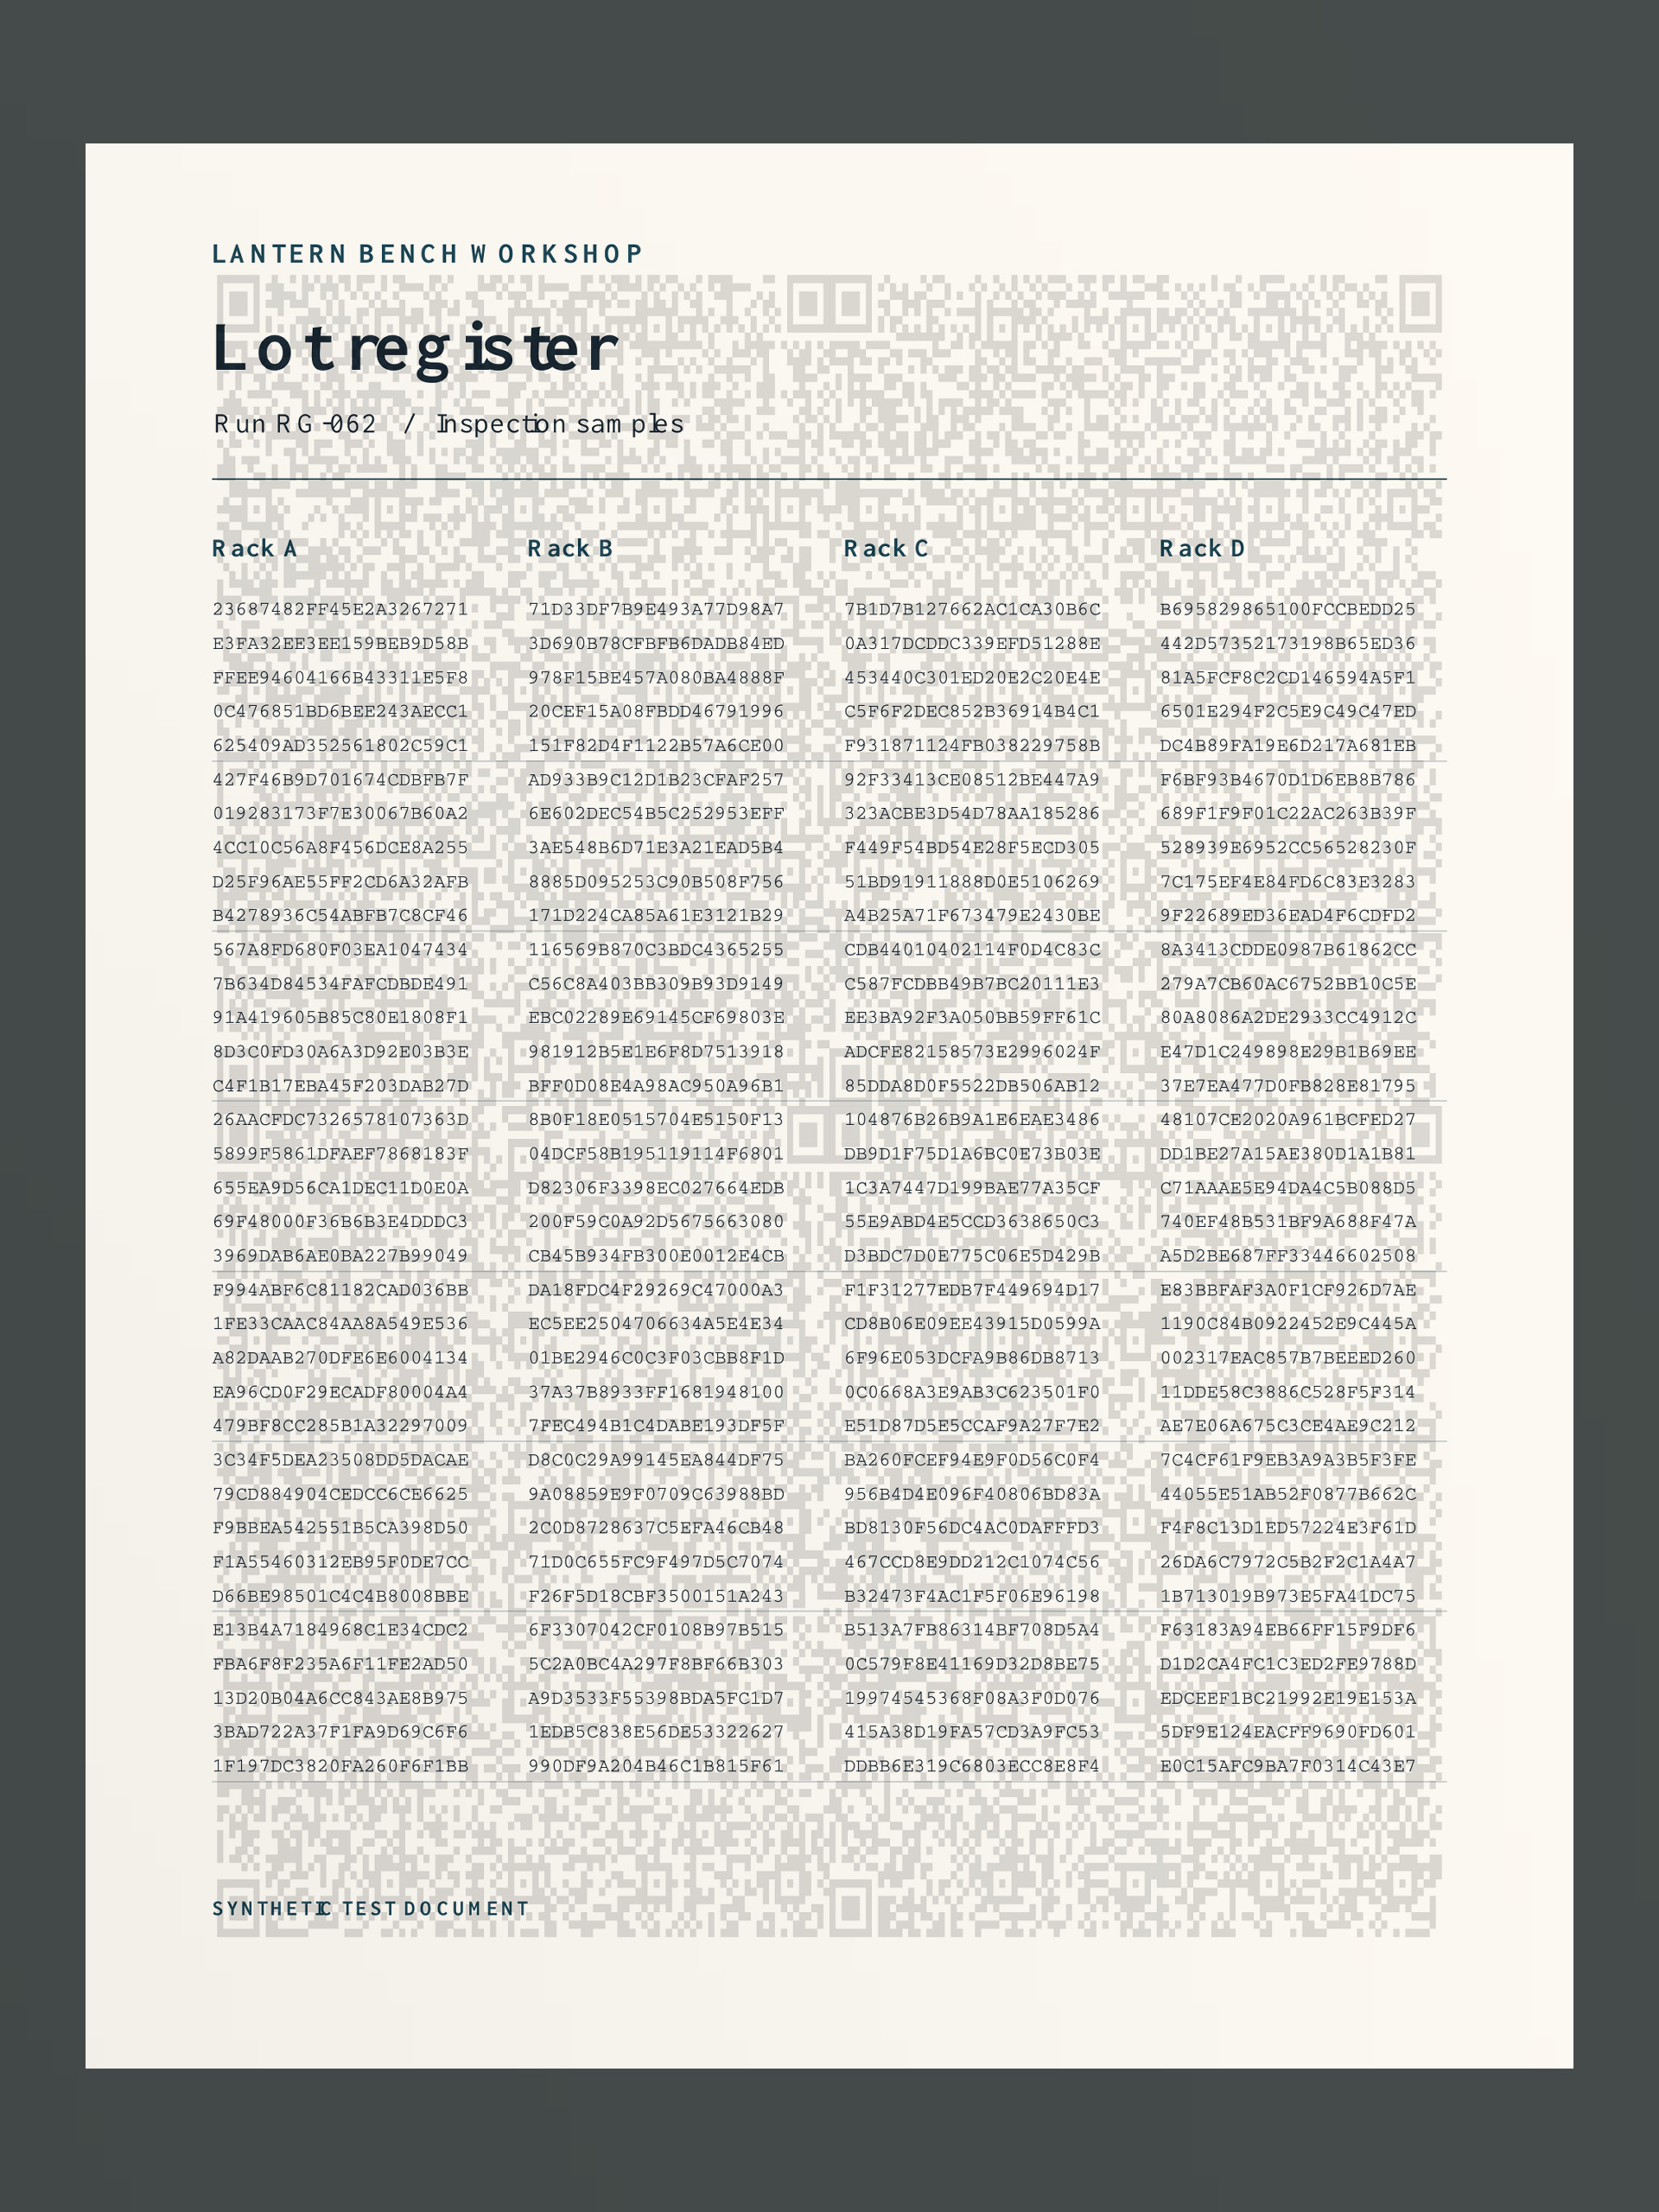 LANTERN BENCH WORKSHOP
Lot register
Run RG-062 / Inspection samples
Rack A Rack B Rack C Rack D
23687482FF45E2A3267271 71D33DF7B9E493A77D98A7 7B1D7B127662AC1CA30B6C B695829865100FCCBEDD25
E3FA32EE3EE159BEB9D58B 3D690B78CFBFB6DADB84ED 0A317DCDDC339EFD51288E 442D57352173198B65ED36
FFEE94604166B43311E5F8 978F15BE457A080BA4888F 453440C301ED20E2C20E4E 81A5FCF8C2CD146594A5F1
0C476851BD6BEE243AECC1 20CEF15A08FBDD46791996 C5F6F2DEC852B36914B4C1 6501E294F2C5E9C49C47ED
625409AD352561802C59C1 151F82D4F1122B57A6CE00 F931871124FB038229758B DC4B89FA19E6D217A681EB
427F46B9D701674CDBFB7F AD933B9C12D1B23CFAF257 92F33413CE08512BE447A9 F6BF93B4670D1D6EB8B786
019283173F7E30067B60A2 6E602DEC54B5C252953EFF 323ACBE3D54D78AA185286 689F1F9F01C22AC263B39F
4CC10C56A8F456DCE8A255 3AE548B6D71E3A21EAD5B4 F449F54BD54E28F5ECD305 528939E6952CC56528230F
D25F96AE55FF2CD6A32AFB 8885D095253C90B508F756 51BD91911888D0E5106269 7C175EF4E84FD6C83E3283
B4278936C54ABFB7C8CF46 171D224CA85A61E3121B29 A4B25A71F673479E2430BE 9F22689ED36EAD4F6CDFD2
567A8FD680F03EA1047434 116569B870C3BDC4365255 CDB44010402114F0D4C83C 8A3413CDDE0987B61862CC
7B634D84534FAFCDBDE491 C56C8A403BB309B93D9149 C587FCDBB49B7BC20111E3 279A7CB60AC6752BB10C5E
91A419605B85C80E1808F1 EBC02289E69145CF69803E EE3BA92F3A050BB59FF61C 80A8086A2DE2933CC4912C
8D3C0FD30A6A3D92E03B3E 981912B5E1E6F8D7513918 ADCFE82158573E2996024F E47D1C249898E29B1B69EE
C4F1B17EBA45F203DAB27D BFF0D08E4A98AC950A96B1 85DDA8D0F5522DB506AB12 37E7EA477D0FB828E81795
26AACFDC7326578107363D 8B0F18E0515704E5150F13 104876B26B9A1E6EAE3486 48107CE2020A961BCFED27
5899F5861DFAEF7868183F 04DCF58B195119114F6801 DB9D1F75D1A6BC0E73B03E DD1BE27A15AE380D1A1B81
655EA9D56CA1DEC11D0E0A D82306F3398EC027664EDB 1C3A7447D199BAE77A35CF C71AAAE5E94DA4C5B088D5
69F48000F36B6B3E4DDDC3 200F59C0A92D5675663080 55E9ABD4E5CCD3638650C3 740EF48B531BF9A688F47A
3969DAB6AE0BA227B99049 CB45B934FB300E0012E4CB D3BDC7D0E775C06E5D429B A5D2BE687FF33446602508
F994ABF6C81182CAD036BB DA18FDC4F29269C47000A3 F1F31277EDB7F449694D17 E83BBFAF3A0F1CF926D7AE
1FE33CAAC84AA8A549E536 EC5EE2504706634A5E4E34 CD8B06E09EE43915D0599A 1190C84B0922452E9C445A
A82DAAB270DFE6E6004134 01BE2946C0C3F03CBB8F1D 6F96E053DCFA9B86DB8713 002317EAC857B7BEEED260
EA96CD0F29ECADF80004A4 37A37B8933FF1681948100 0C0668A3E9AB3C623501F0 11DDE58C3886C528F5F314
479BF8CC285B1A32297009 7FEC494B1C4DABE193DF5F E51D87D5E5CCAF9A27F7E2 AE7E06A675C3CE4AE9C212
3C34F5DEA23508DD5DACAE D8C0C29A99145EA844DF75 BA260FCEF94E9F0D56C0F4 7C4CF61F9EB3A9A3B5F3FE
79CD884904CEDCC6CE6625 9A08859E9F0709C63988BD 956B4D4E096F40806BD83A 44055E51AB52F0877B662C
F9BBEA542551B5CA398D50 2C0D8728637C5EFA46CB48 BD8130F56DC4AC0DAFFFD3 F4F8C13D1ED57224E3F61D
F1A55460312EB95F0DE7CC 71D0C655FC9F497D5C7074 467CCD8E9DD212C1074C56 26DA6C7972C5B2F2C1A4A7
D66BE98501C4C4B8008BBE F26F5D18CBF3500151A243 B32473F4AC1F5F06E96198 1B713019B973E5FA41DC75
E13B4A7184968C1E34CDC2 6F3307042CF0108B97B515 B513A7FB86314BF708D5A4 F63183A94EB66FF15F9DF6
FBA6F8F235A6F11FE2AD50 5C2A0BC4A297F8BF66B303 0C579F8E41169D32D8BE75 D1D2CA4FC1C3ED2FE9788D
13D20B04A6CC843AE8B975 A9D3533F55398BDA5FC1D7 19974545368F08A3F0D076 EDCEEF1BC21992E19E153A
3BAD722A37F1FA9D69C6F6 1EDB5C838E56DE53322627 415A38D19FA57CD3A9FC53 5DF9E124EACFF9690FD601
1F197DC3820FA260F6F1BB 990DF9A204B46C1B815F61 DDBB6E319C6803ECC8E8F4 E0C15AFC9BA7F0314C43E7
SYNTHETIC TEST DOCUMENT